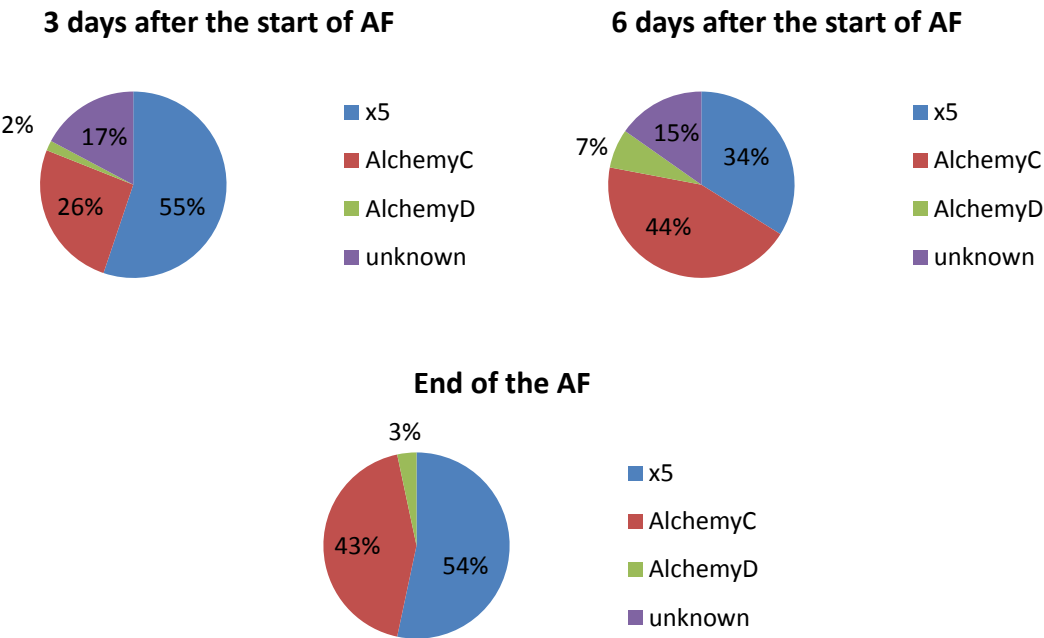 3 days after the start of AF
2%
17%
26%
55%
x5
AlchemyC
AlchemyD
unknown
6 days after the start of AF
7%
15%
34%
44%
x5
AlchemyC
AlchemyD
unknown
End of the AF
3%
43%
54%
x5
AlchemyC
AlchemyD
unknown